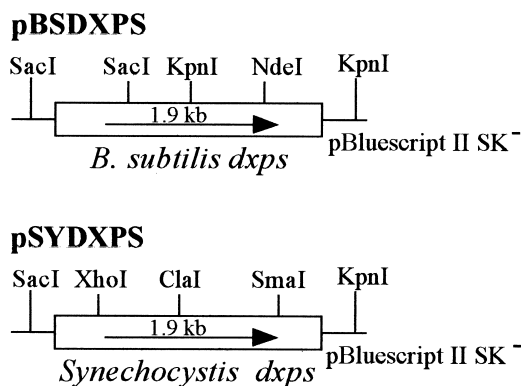 pBSDXPS
SacI SacI KpnI NdeI KpnI
1.9 kb
B. subtilis dxps
pBluescript II SK⁻
pSYDXPS
SacI XhoI ClaI SmaI KpnI
1.9 kb
Synechocystis dxps
pBluescript II SK⁻